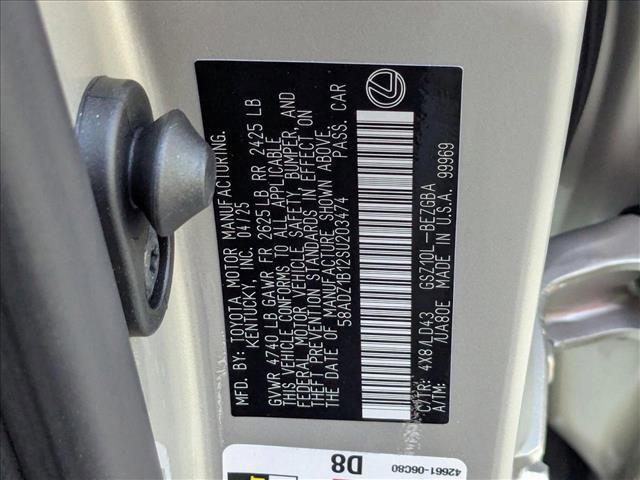 MFD. BY: TOYOTA MOTOR MANUFACTURING.
KENTUCKY, INC. 04/25
GVWR 4740 LB GAWR FR 2625 LB RR 2425 LB
THIS VEHICLE CONFORMS TO ALL APPLICABLE
FEDERAL MOTOR VEHICLE SAFETY, BUMPER, AND
THEFT PREVENTION STANDARDS IN EFFECT ON
THE DATE OF MANUFACTURE SHOWN ABOVE.
58ADZ1B12SU203474 PASS. CAR
C/TR: 4X8/LD43 GSZ10L-BEZGBA
A/TM: /UA80E MADE IN U.S.A. 99969
D8
42661-06C80